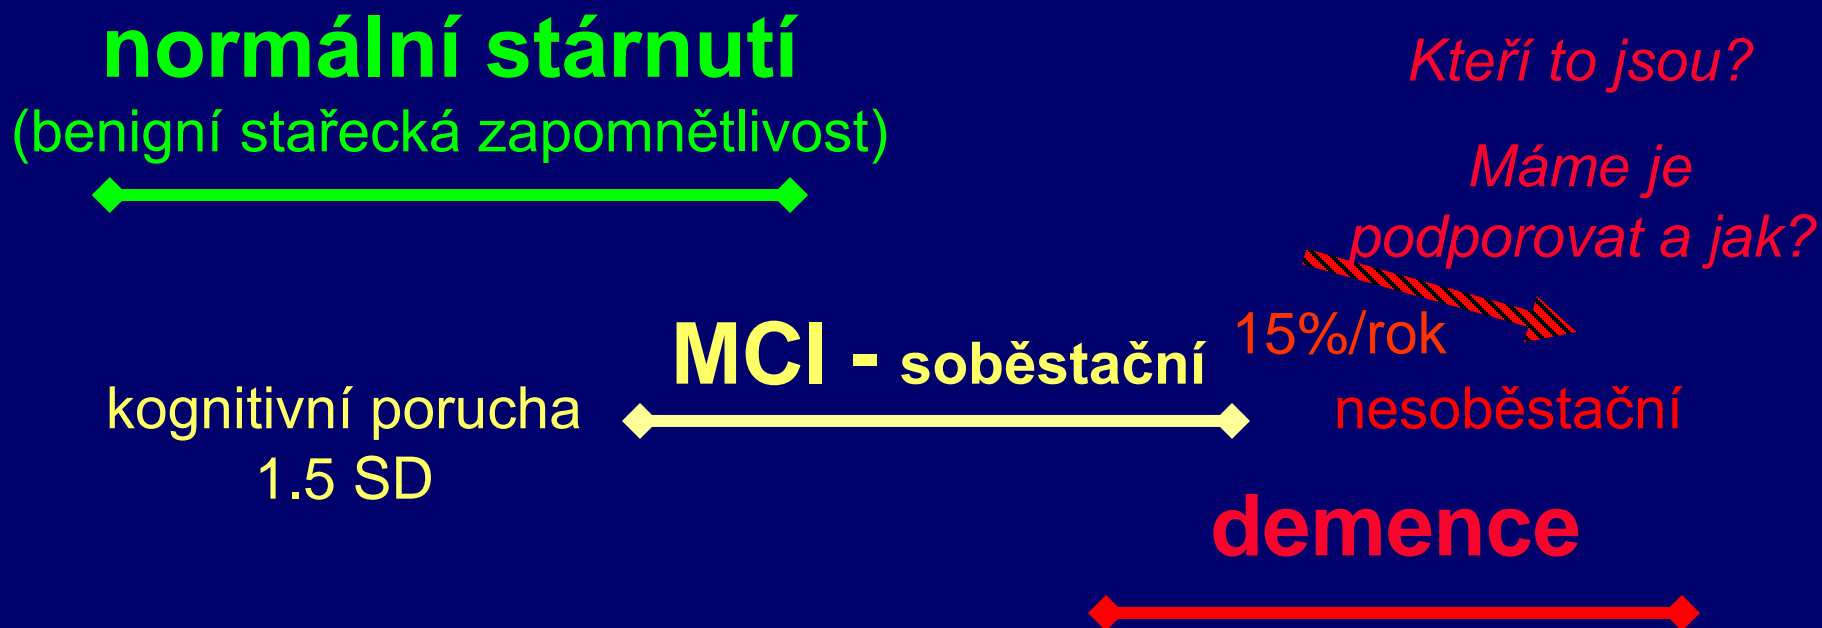 normální stárnutí
(benigní stařecká zapomnětlivost)
Kteří to jsou?
Máme je
podporovat a jak?
MCI - soběstační
15%/rok
kognitivní porucha
1.5 SD
nesoběstační
demence